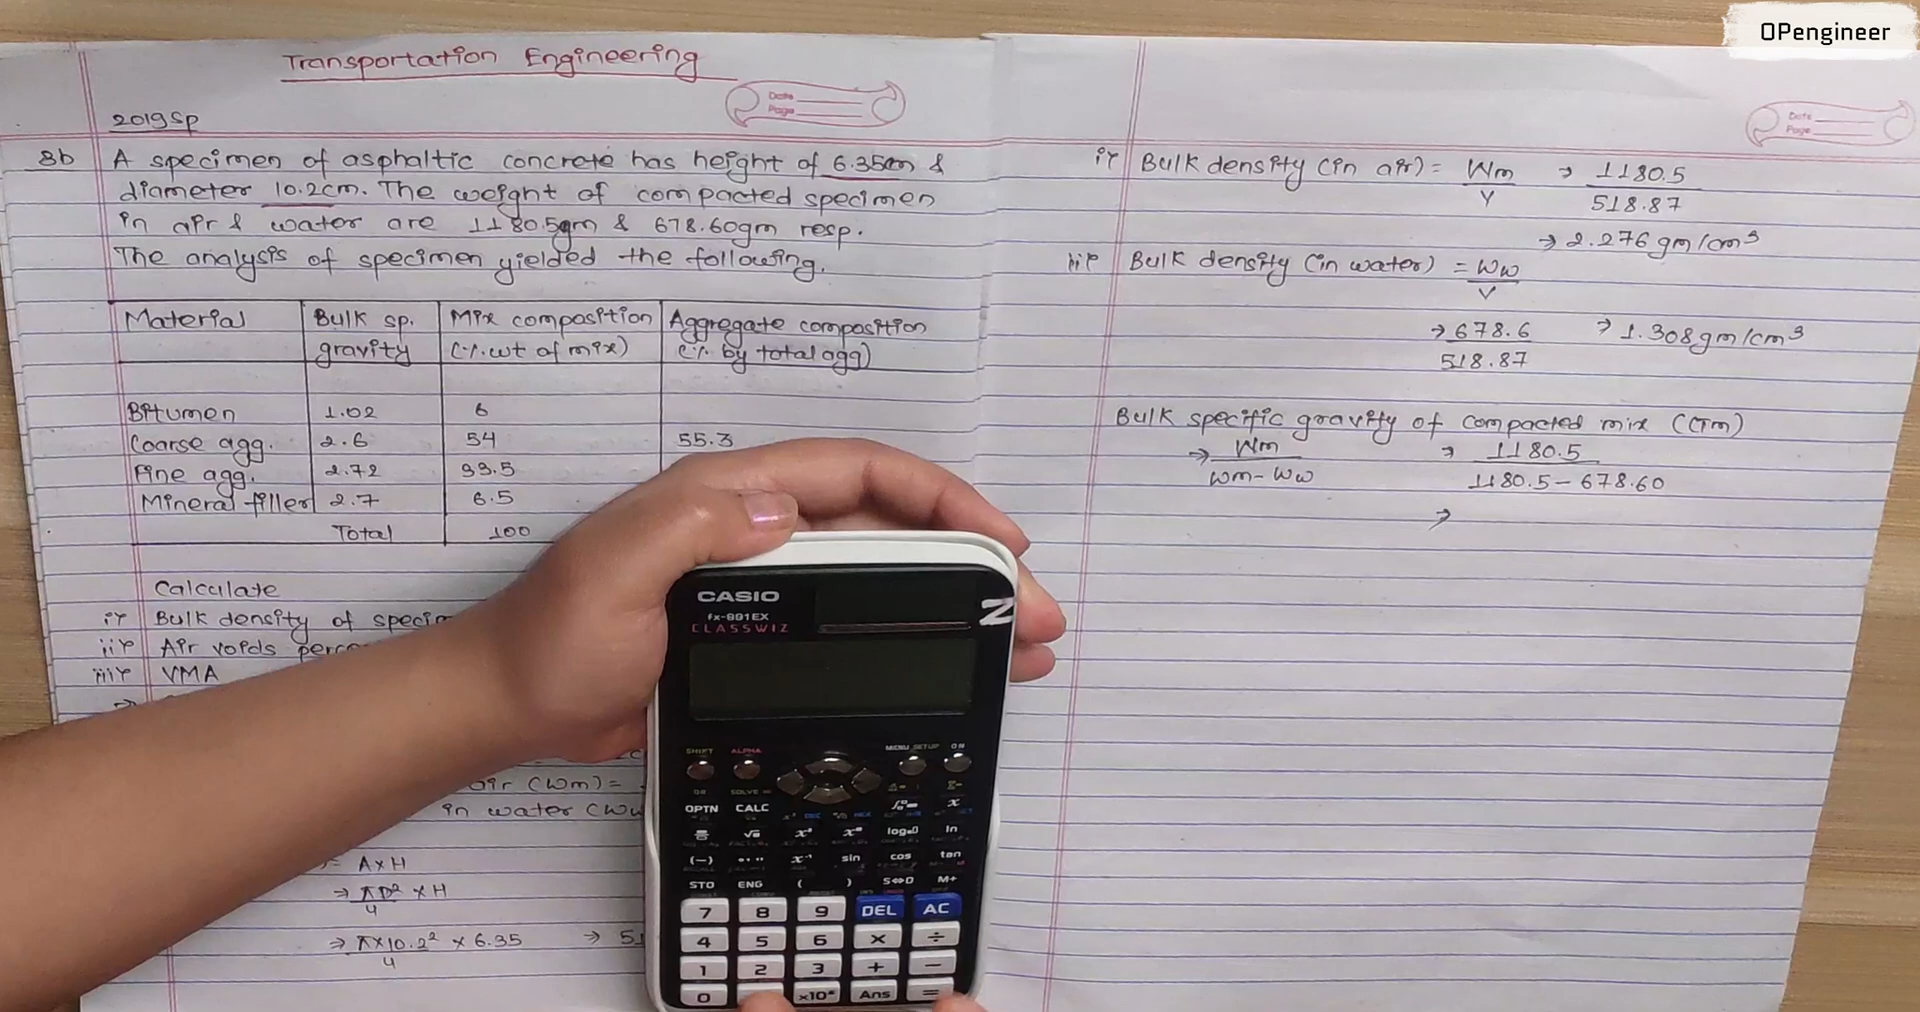 OPengineer
Transportation Engineering
Date
Page
2019 sp
8b A specimen of asphaltic concrete has height of 6.35cm &
diameter 10.2cm. The weight of compacted specimen
in air & water are 1180.5gm & 678.60gm resp.
The analysis of specimen yielded the following.
Material Bulk sp. gravity Mix composition (%.wt of mix) Aggregate composition (% by total agg)
Bitumen 1.02 6
Coarse agg. 2.6 54 55.3
Fine agg. 2.72 33.5
Mineral filler 2.7 6.5
Total 100
Calculate
i> Bulk density of
ii> Air voids
iii> VMA
air (Wm) =
in water
= A×H
→ πD²/4 × H
→ π×10.2²/4 × 6.35 →
Date
Page
i> Bulk density (in air) = Wm/V → 1180.5/518.87
→ 2.276 gm/cm³
ii> Bulk density (in water) = Ww/V
→ 678.6/518.87 → 1.308 gm/cm³
Bulk specific gravity of compacted mix (Gm)
→ Wm/Wm-Ww → 1180.5/1180.5-678.60
→
CASIO
fx-991EX
CLASSWIZ
SHIFT ALPHA MENU SETUP ON
OPTN CALC x
log ln
(-) sin cos tan
STO ENG ( ) S⇔D M+
7 8 9 DEL AC
4 5 6 × ÷
1 2 3 + −
0 Ans =